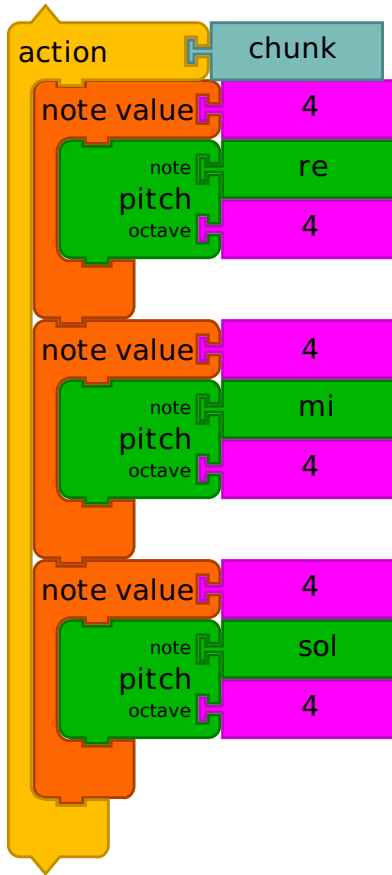 action chunk
note value 4
note re
pitch
octave 4
note value 4
note mi
pitch
octave 4
note value 4
note sol
pitch
octave 4